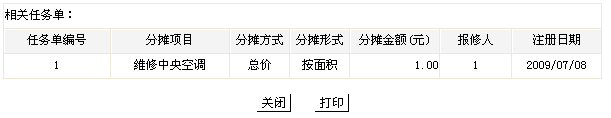 相关任务单：
任务单编号 分摊项目 分摊方式 分摊形式 分摊金额(元) 报修人 注册日期
1 维修中央空调 总价 按面积 1.00 1 2009/07/08
关闭 打印